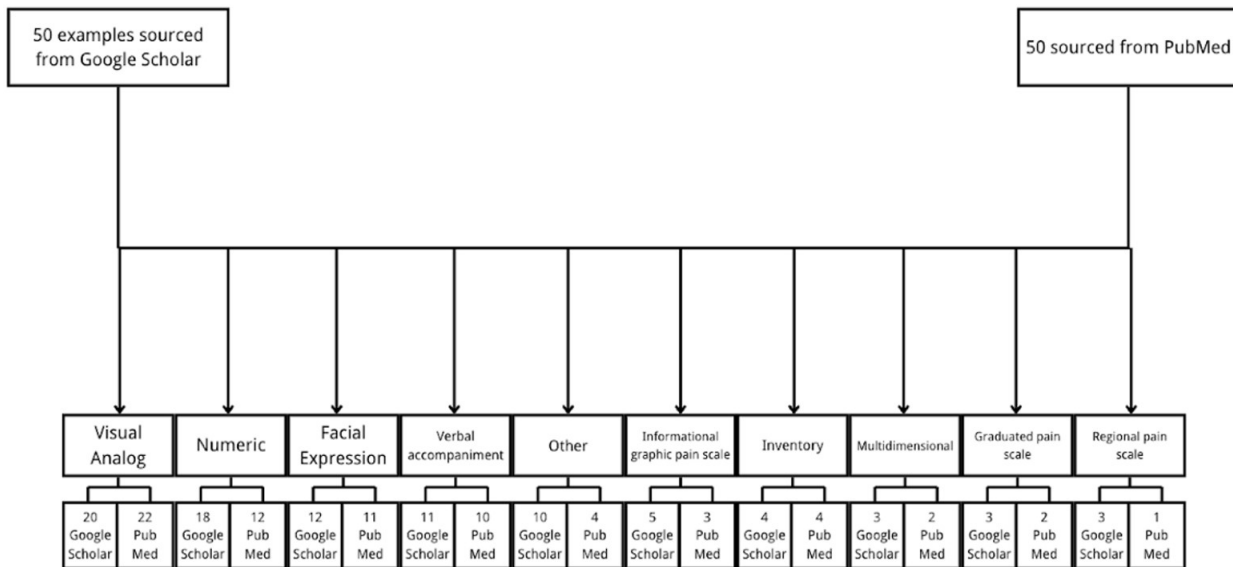 50 examples sourced
from Google Scholar
50 sourced from PubMed
Visual
Analog
Numeric
Facial
Expression
Verbal
accompaniment
Other
Informational
graphic pain scale
Inventory
Multidimensional
Graduated pain
scale
Regional pain
scale
20
Google
Scholar
22
Pub
Med
18
Google
Scholar
12
Pub
Med
12
Google
Scholar
11
Pub
Med
11
Google
Scholar
10
Pub
Med
10
Google
Scholar
4
Pub
Med
5
Google
Scholar
3
Pub
Med
4
Google
Scholar
4
Pub
Med
3
Google
Scholar
2
Pub
Med
3
Google
Scholar
2
Pub
Med
3
Google
Scholar
1
Pub
Med